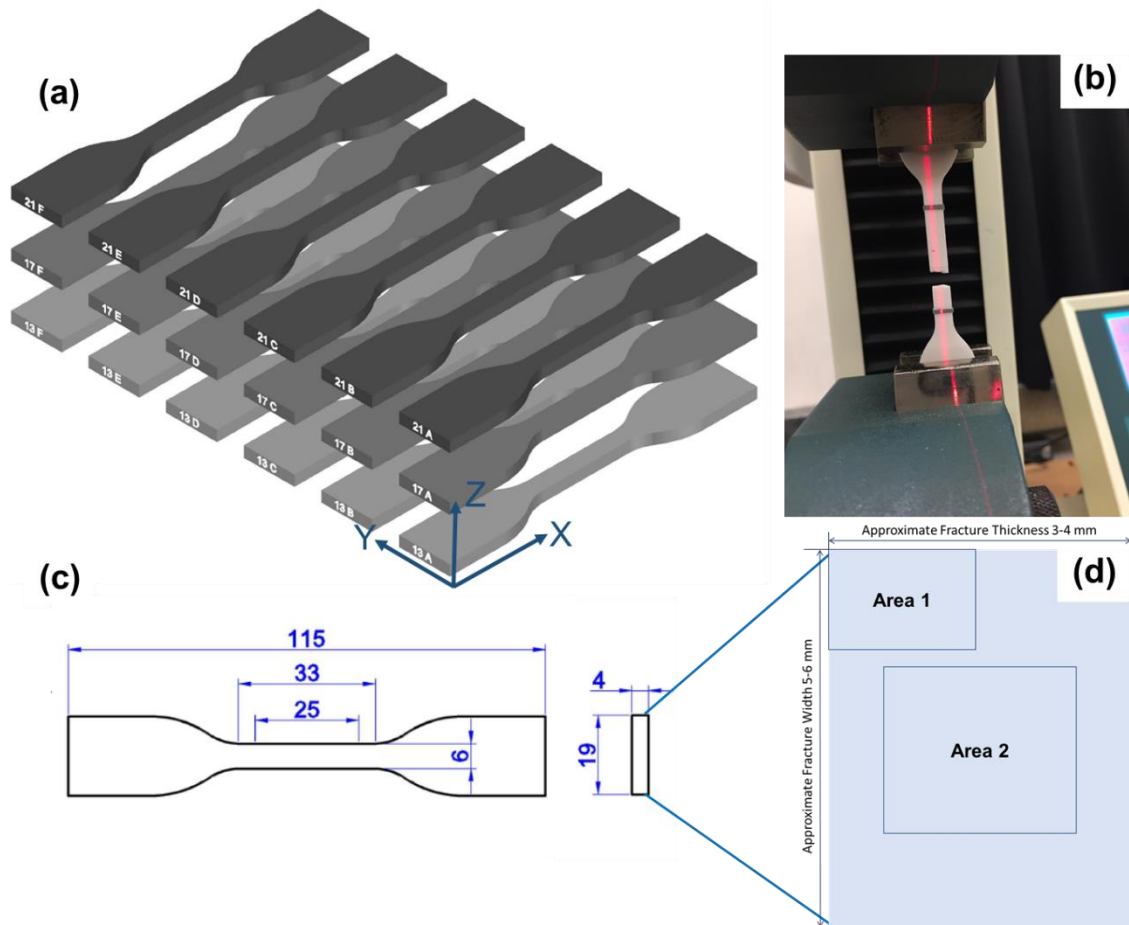 (a)
21 F
21 E
21 D
21 C
21 B
21 A
17 F
17 E
17 D
17 C
17 B
17 A
13 F
13 E
13 D
13 C
13 B
13 A
Z
Y
X
(b)
(c)
115
33
25
6
4
19
Approximate Fracture Thickness 3-4 mm
(d)
Approximate Fracture Width 5-6 mm
Area 1
Area 2